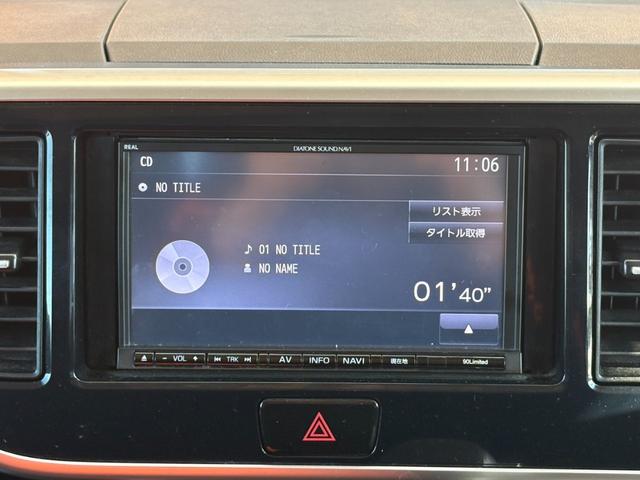 REAL
DIATONE SOUND.NAVI
CD 11:06
NO TITLE
リスト表示
タイトル取得
01 NO TITLE
NO NAME
01'40"
- VOL + TRK AV INFO NAVI 現在地 90Limited